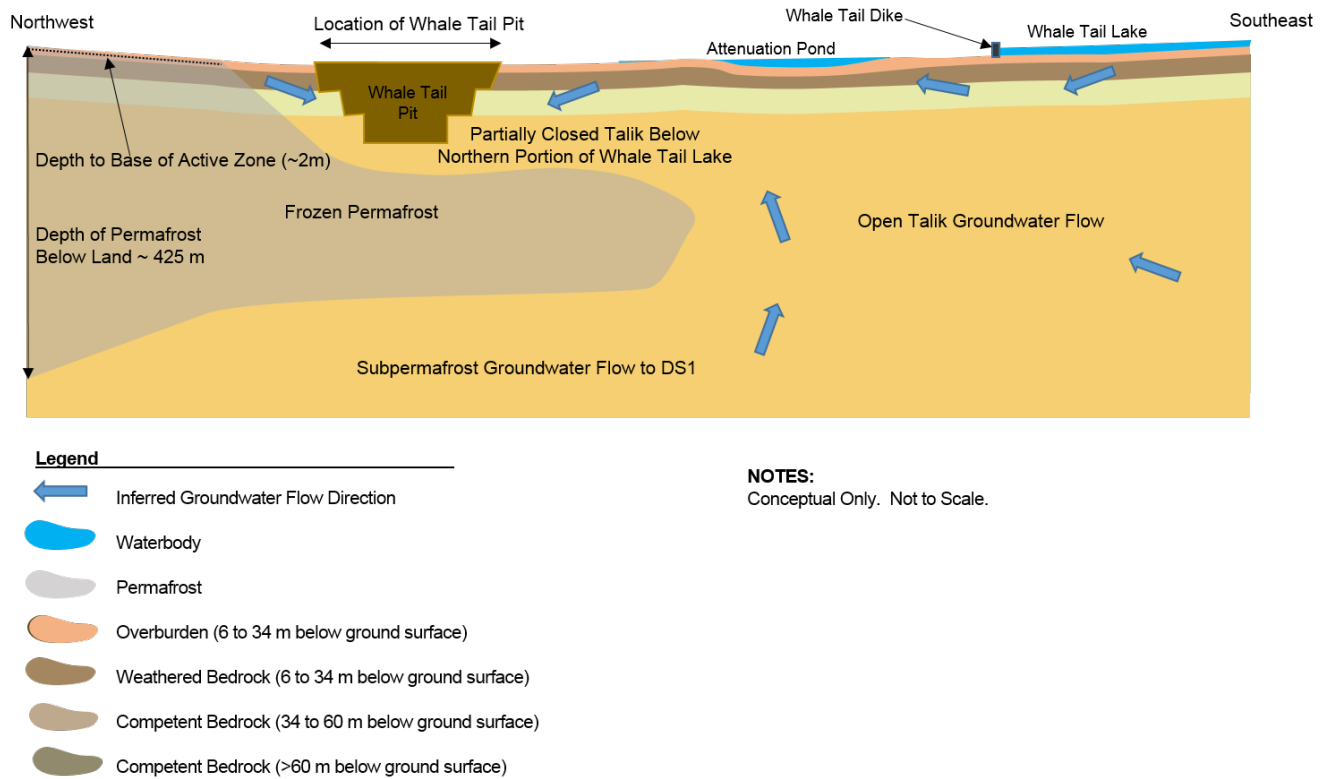 Northwest
Location of Whale Tail Pit
Whale Tail Dike
Whale Tail Lake
Southeast
Attenuation Pond
Whale Tail
Pit
Partially Closed Talik Below
Northern Portion of Whale Tail Lake
Depth to Base of Active Zone (~2m)
Frozen Permafrost
Open Talik Groundwater Flow
Depth of Permafrost
Below Land ~ 425 m
Subpermafrost Groundwater Flow to DS1
Legend
Inferred Groundwater Flow Direction
Waterbody
Permafrost
Overburden (6 to 34 m below ground surface)
Weathered Bedrock (6 to 34 m below ground surface)
Competent Bedrock (34 to 60 m below ground surface)
Competent Bedrock (>60 m below ground surface)
NOTES:
Conceptual Only. Not to Scale.